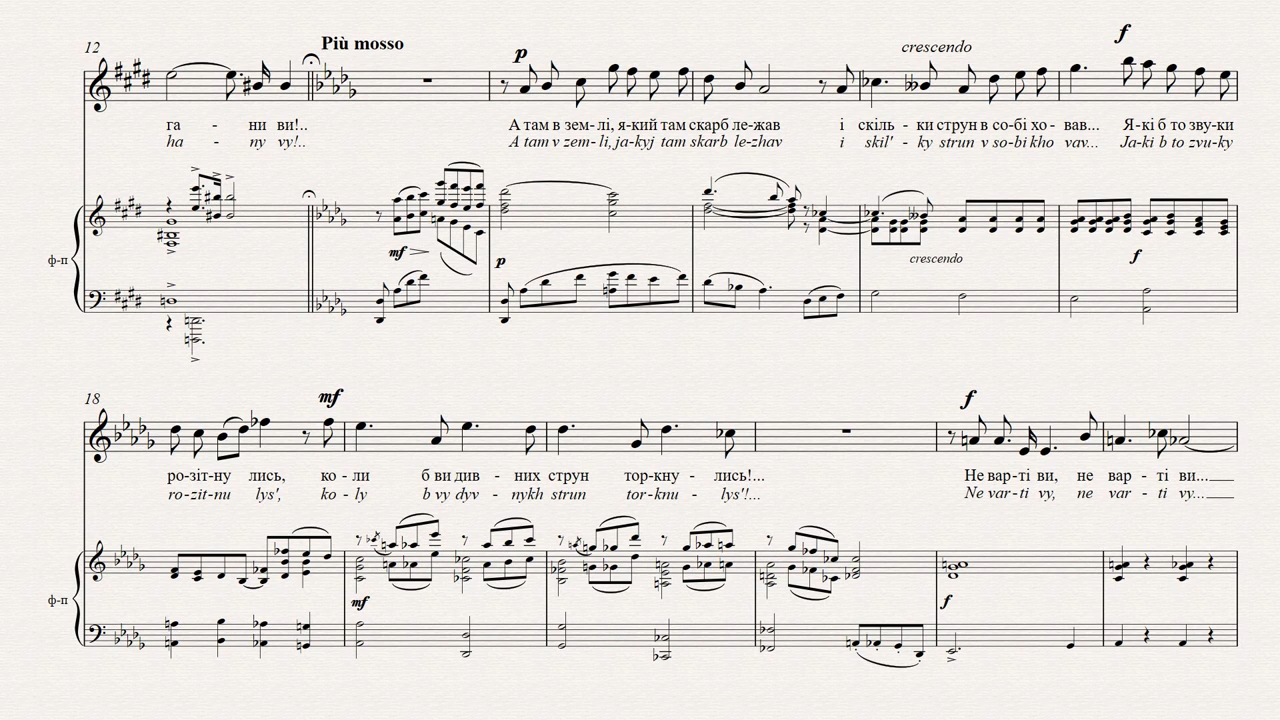 12
Più mosso
p
crescendo
f
га - ни ви!.. А там в зем-лі, я-кий там скарб ле-жав і скіль - ки струн в со-бі хо - вав... Я-кі б то зву-ки
ha - ny vy!.. A tam v zem-li, ja-kyj tam skarb le-zhav i skil' - ky strun v so-bi kho - vav... Ja-ki b to zvu-ky
ф-п
mf
p
crescendo
f
18
mf
f
ро-зіт-ну лись, ко - ли б ви див - них струн торк-ну - лись!... Не вар-ті ви, не вар - ті ви...
ro-zit-nu lys', ko - ly b vy dyv - nykh strun tor-knu - lys'!... Ne var-ti vy, ne var - ti vy...
ф-п
mf
f